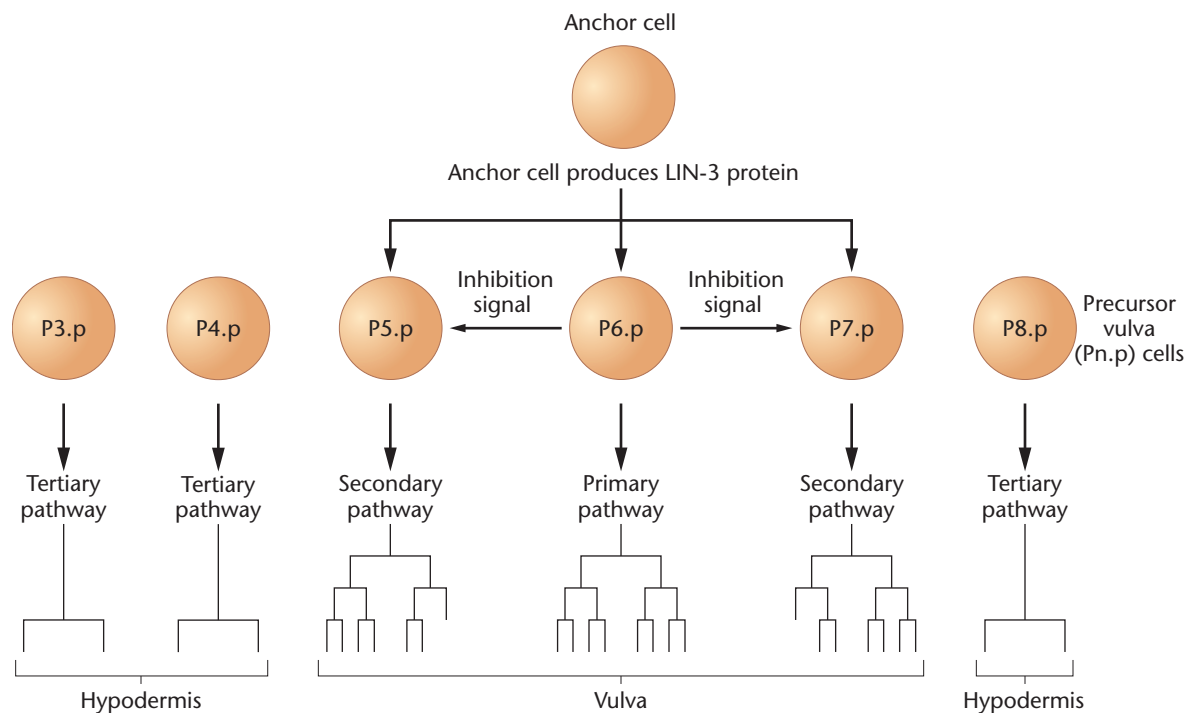 Anchor cell
Anchor cell produces LIN-3 protein
Inhibition
signal
Inhibition
signal
P3.p
P4.p
P5.p
P6.p
P7.p
P8.p
Precursor
vulva
(Pn.p) cells
Tertiary
pathway
Tertiary
pathway
Secondary
pathway
Primary
pathway
Secondary
pathway
Tertiary
pathway
Hypodermis
Vulva
Hypodermis